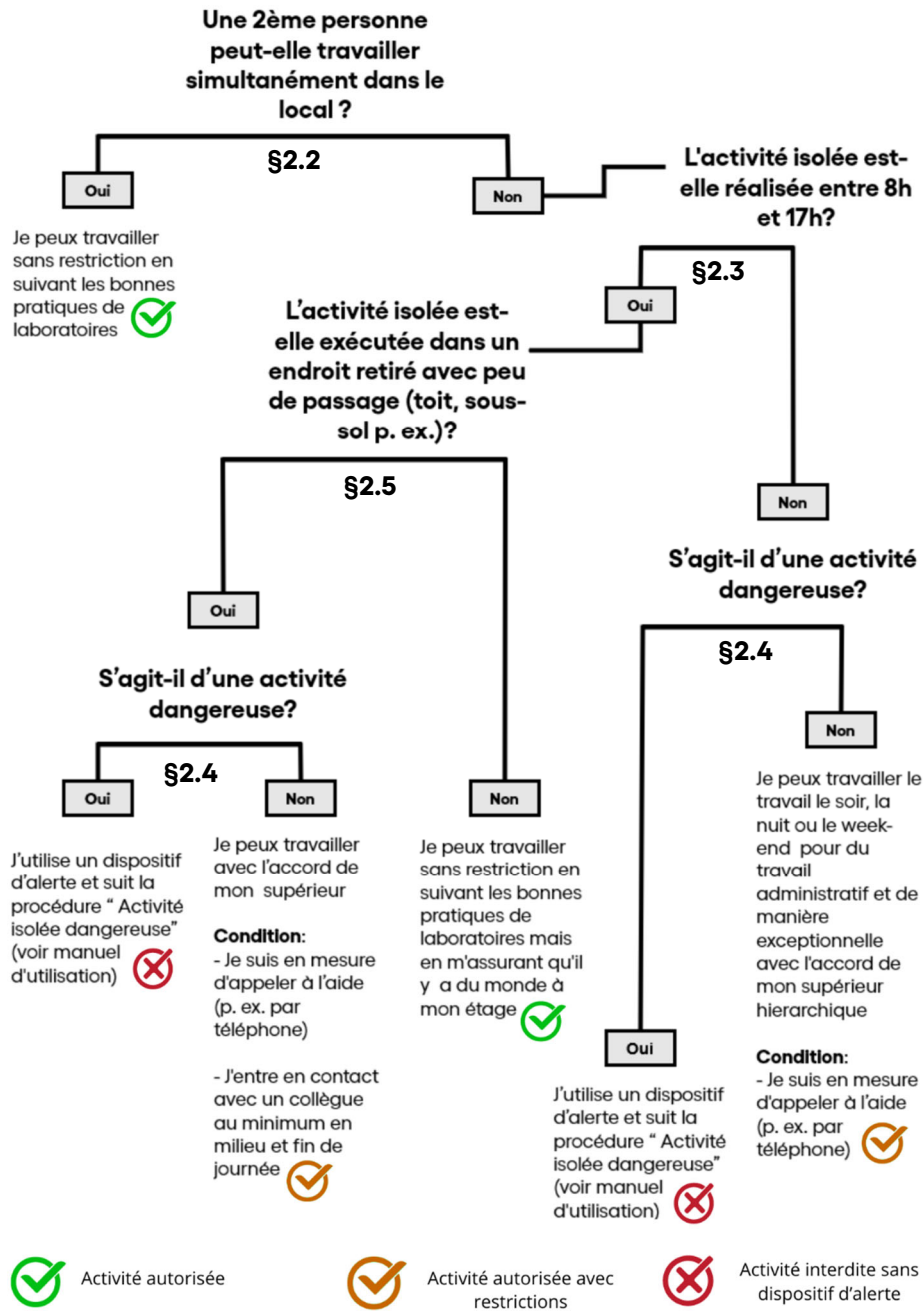 Une 2ème personne
peut-elle travailler
simultanément dans le
local ?
§2.2
Oui
Non
Je peux travailler
sans restriction en
suivant les bonnes
pratiques de
laboratoires
L'activité isolée est-
elle réalisée entre 8h
et 17h?
§2.3
Oui
Non
L'activité isolée est-
elle exécutée dans un
endroit retiré avec peu
de passage (toit, sous-
sol p. ex.)?
§2.5
Oui
Non
S'agit-il d'une activité
dangereuse?
§2.4
Oui
Non
J'utilise un dispositif
d'alerte et suit la
procédure " Activité
isolée dangereuse"
(voir manuel
d'utilisation)
Je peux travailler
avec l'accord de
mon supérieur
Condition:
- Je suis en mesure
d'appeler à l'aide
(p. ex. par
téléphone)
- J'entre en contact
avec un collègue
au minimum en
milieu et fin de
journée
Je peux travailler
sans restriction en
suivant les bonnes
pratiques de
laboratoires mais
en m'assurant qu'il
y a du monde à
mon étage
S'agit-il d'une activité
dangereuse?
§2.4
Oui
Non
J'utilise un dispositif
d'alerte et suit la
procédure " Activité
isolée dangereuse"
(voir manuel
d'utilisation)
Je peux travailler le
travail le soir, la
nuit ou le week-
end pour du
travail
administratif et de
manière
exceptionnelle
avec l'accord de
mon supérieur
hierarchique
Condition:
- Je suis en mesure
d'appeler à l'aide
(p. ex. par
téléphone)
Activité autorisée
Activité autorisée avec
restrictions
Activité interdite sans
dispositif d'alerte